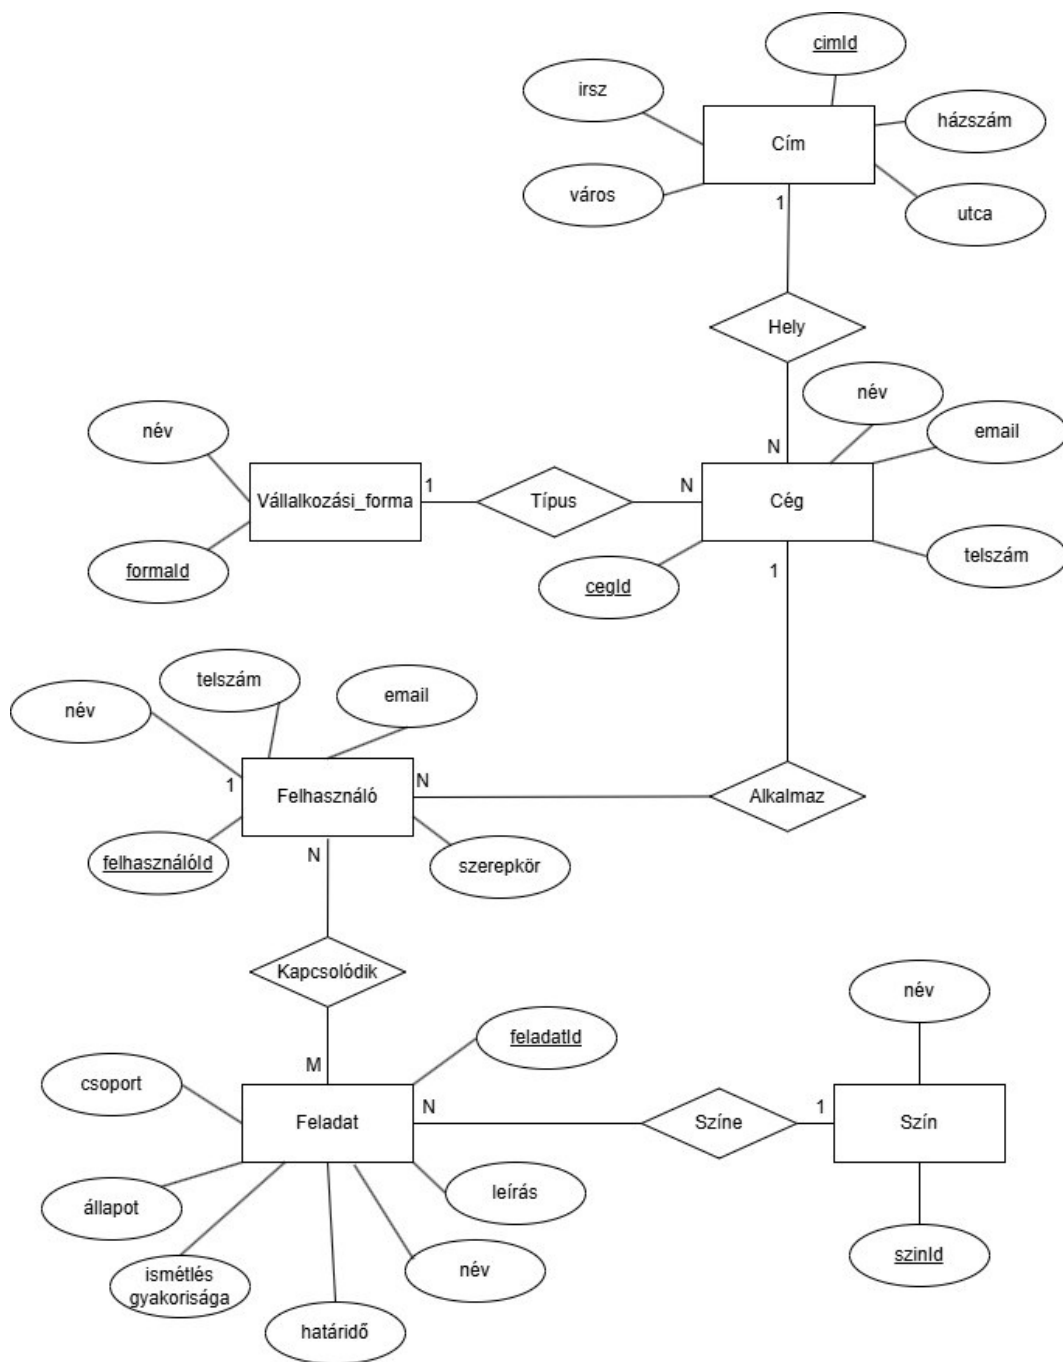 cimId
irsz
házszám
Cím
város
utca
1
Hely
név
név
email
N
Vállalkozási_forma
1
Típus
N
Cég
telszám
formaId
cegId
1
telszám
email
név
1
Felhasználó
N
Alkalmaz
felhasználóId
N
szerepkör
Kapcsolódik
név
feladatId
M
csoport
Feladat
N
Színe
1
Szín
leírás
állapot
név
szinId
ismétlés
gyakorisága
határidő